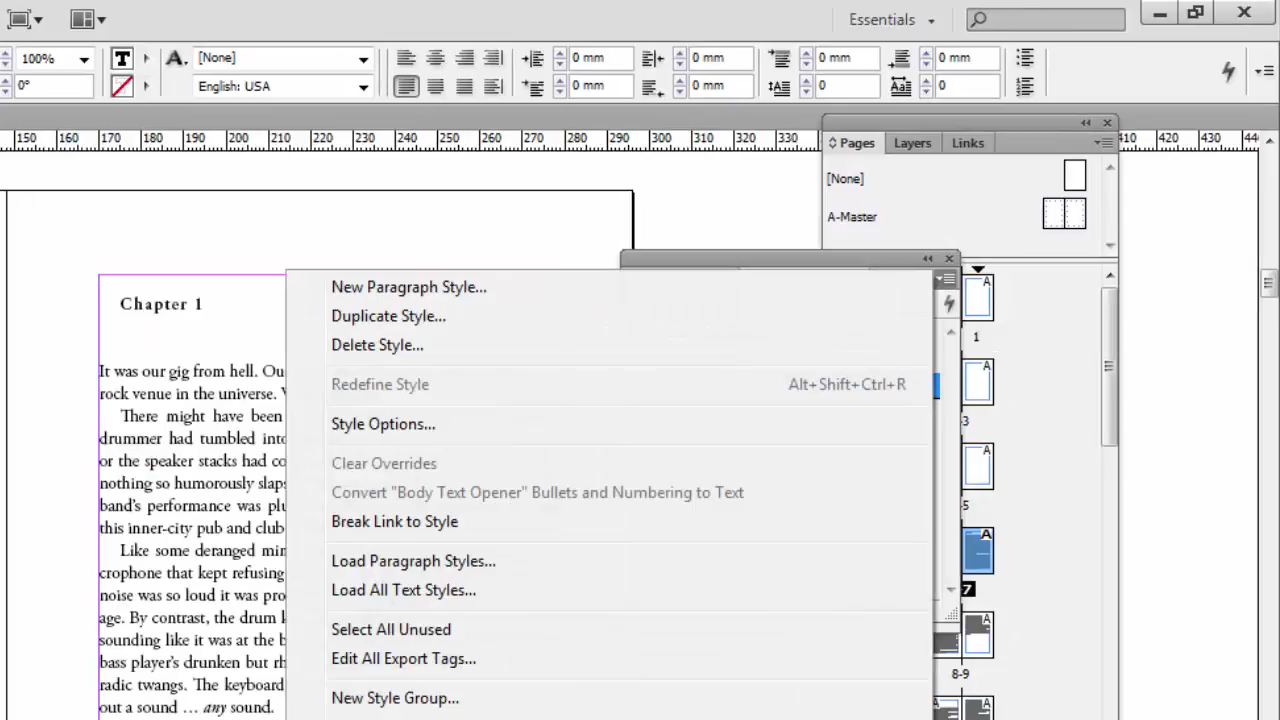 Essentials
100%
[None]
0 mm
0 mm
0 mm
0 mm
0°
English: USA
0 mm
0 mm
0
0
150 160 170 180 190 200 210 220 230 240 250 260 270 280 290 300 310 320 330 410 420 430
Pages Layers Links
[None]
A-Master
A
1
A
-3
A
-5
A
7
A
8-9
A
Chapter 1
It was our gig from hell. Ou
rock venue in the universe.
There might have been
drummer had tumbled into
or the speaker stacks had co
nothing so humorously slaps
band's performance was plu
this inner-city pub and club
Like some deranged min
crophone that kept refusing
noise was so loud it was pro
age. By contrast, the drum k
sounding like it was at the b
bass player's drunken but rh
radic twangs. The keyboard
out a sound … any sound.
New Paragraph Style...
Duplicate Style...
Delete Style...
Redefine Style Alt+Shift+Ctrl+R
Style Options...
Clear Overrides
Convert "Body Text Opener" Bullets and Numbering to Text
Break Link to Style
Load Paragraph Styles...
Load All Text Styles...
Select All Unused
Edit All Export Tags...
New Style Group...